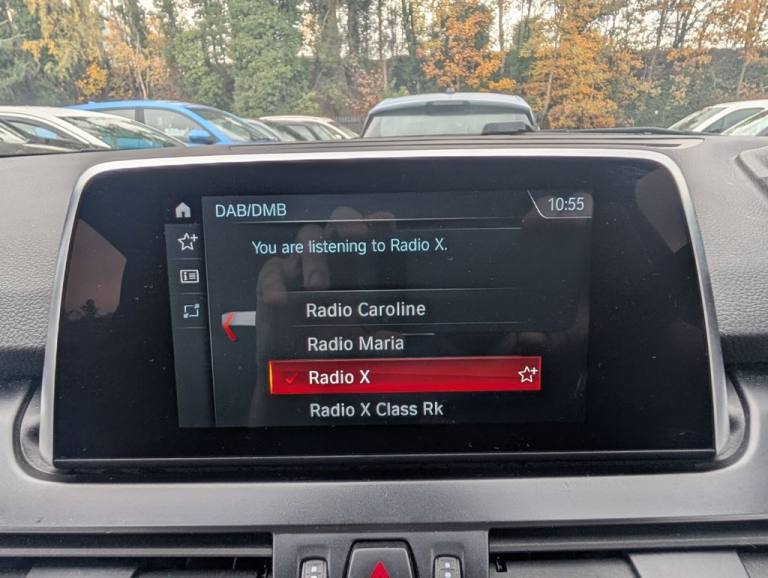 DAB/DMB
10:55
You are listening to Radio X.
Radio Caroline
Radio Maria
Radio X
Radio X Class Rk